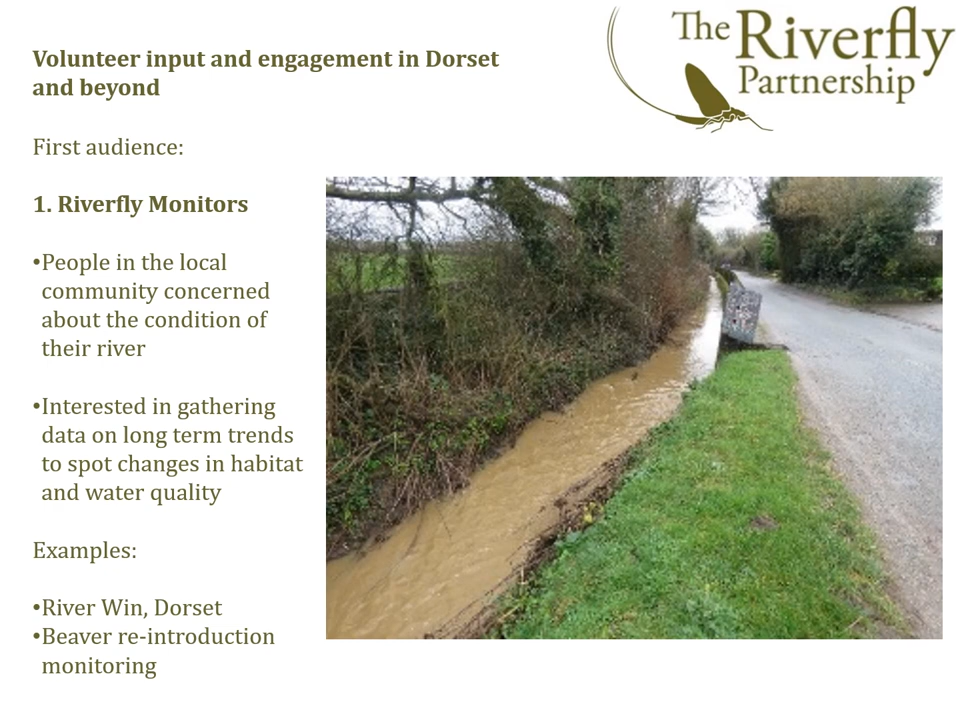 The Riverfly
Partnership
Volunteer input and engagement in Dorset
and beyond
First audience:
1. Riverfly Monitors
•People in the local
community concerned
about the condition of
their river
•Interested in gathering
data on long term trends
to spot changes in habitat
and water quality
Examples:
•River Win, Dorset
•Beaver re-introduction
monitoring